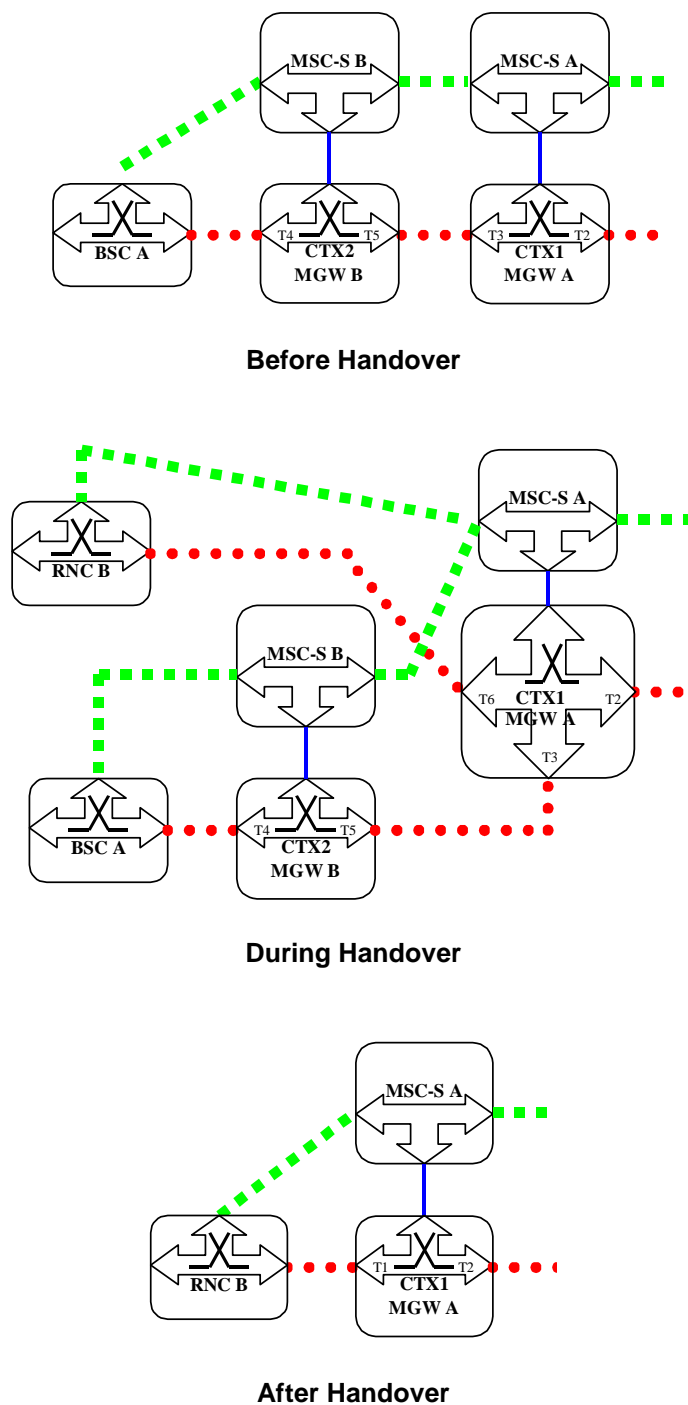 MSC-S B
MSC-S A
BSC A
T4
CTX2
T5
MGW B
T3
CTX1
T2
MGW A
Before Handover
MSC-S A
RNC B
MSC-S B
T6
CTX1
T2
MGW A
T3
BSC A
T4
CTX2
T5
MGW B
During Handover
MSC-S A
RNC B
T1
CTX1
T2
MGW A
After Handover